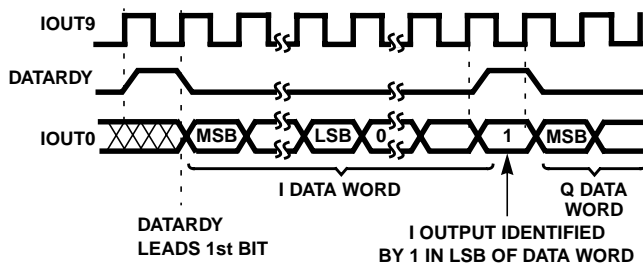 IOUT9
DATARDY
IOUT0
MSB
LSB
0
1
MSB
I DATA WORD
Q DATA
WORD
DATARDY
LEADS 1st BIT
I OUTPUT IDENTIFIED
BY 1 IN LSB OF DATA WORD